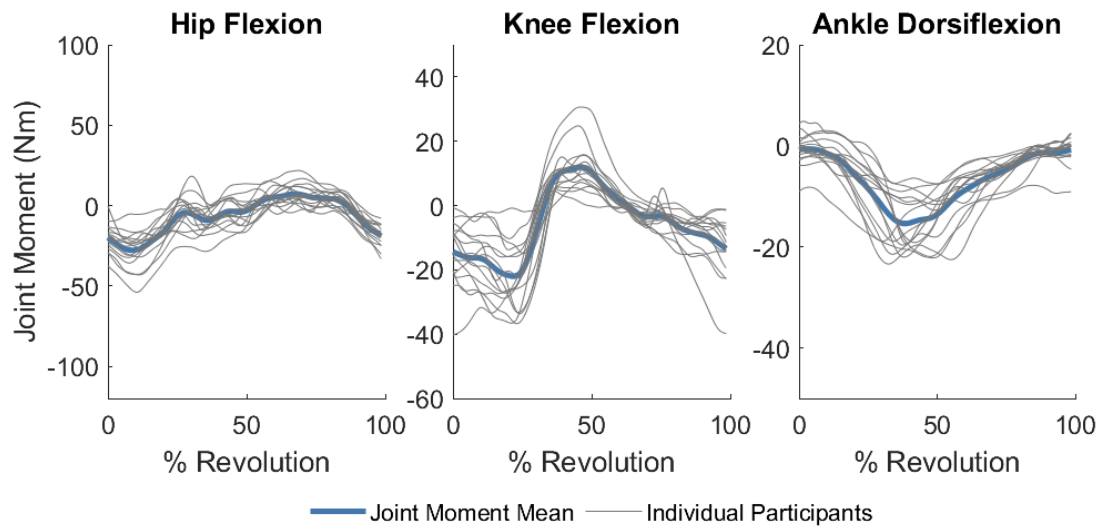 Hip Flexion
Knee Flexion
Ankle Dorsiflexion
Joint Moment (Nm)
100
50
0
-50
-100
0
50
100
% Revolution
40
20
0
-20
-40
-60
0
50
100
% Revolution
20
0
-20
-40
0
50
100
% Revolution
Joint Moment Mean
Individual Participants